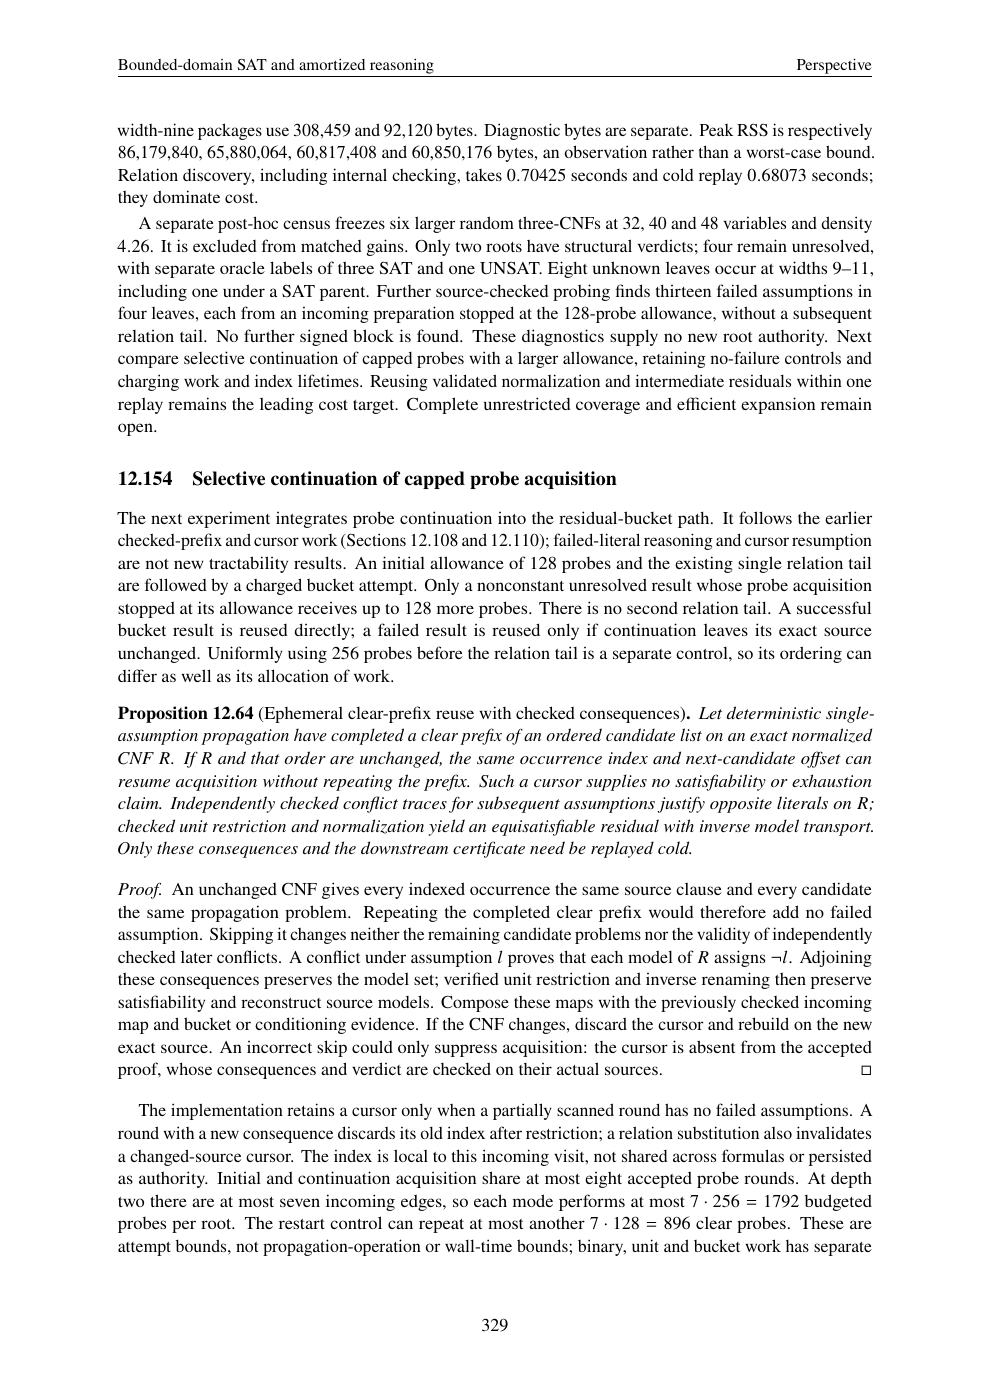 Bounded-domain SAT and amortized reasoning Perspective
width-nine packages use 308,459 and 92,120 bytes. Diagnostic bytes are separate. Peak RSS is respectively
86,179,840, 65,880,064, 60,817,408 and 60,850,176 bytes, an observation rather than a worst-case bound.
Relation discovery, including internal checking, takes 0.70425 seconds and cold replay 0.68073 seconds;
they dominate cost.
A separate post-hoc census freezes six larger random three-CNFs at 32, 40 and 48 variables and density
4.26. It is excluded from matched gains. Only two roots have structural verdicts; four remain unresolved,
with separate oracle labels of three SAT and one UNSAT. Eight unknown leaves occur at widths 9–11,
including one under a SAT parent. Further source-checked probing finds thirteen failed assumptions in
four leaves, each from an incoming preparation stopped at the 128-probe allowance, without a subsequent
relation tail. No further signed block is found. These diagnostics supply no new root authority. Next
compare selective continuation of capped probes with a larger allowance, retaining no-failure controls and
charging work and index lifetimes. Reusing validated normalization and intermediate residuals within one
replay remains the leading cost target. Complete unrestricted coverage and efficient expansion remain
open.
12.154 Selective continuation of capped probe acquisition
The next experiment integrates probe continuation into the residual-bucket path. It follows the earlier
checked-prefix and cursor work (Sections 12.108 and 12.110); failed-literal reasoning and cursor resumption
are not new tractability results. An initial allowance of 128 probes and the existing single relation tail
are followed by a charged bucket attempt. Only a nonconstant unresolved result whose probe acquisition
stopped at its allowance receives up to 128 more probes. There is no second relation tail. A successful
bucket result is reused directly; a failed result is reused only if continuation leaves its exact source
unchanged. Uniformly using 256 probes before the relation tail is a separate control, so its ordering can
differ as well as its allocation of work.
Proposition 12.64 (Ephemeral clear-prefix reuse with checked consequences). Let deterministic single-
assumption propagation have completed a clear prefix of an ordered candidate list on an exact normalized
CNF R. If R and that order are unchanged, the same occurrence index and next-candidate offset can
resume acquisition without repeating the prefix. Such a cursor supplies no satisfiability or exhaustion
claim. Independently checked conflict traces for subsequent assumptions justify opposite literals on R;
checked unit restriction and normalization yield an equisatisfiable residual with inverse model transport.
Only these consequences and the downstream certificate need be replayed cold.
Proof. An unchanged CNF gives every indexed occurrence the same source clause and every candidate
the same propagation problem. Repeating the completed clear prefix would therefore add no failed
assumption. Skipping it changes neither the remaining candidate problems nor the validity of independently
checked later conflicts. A conflict under assumption l proves that each model of R assigns ¬l. Adjoining
these consequences preserves the model set; verified unit restriction and inverse renaming then preserve
satisfiability and reconstruct source models. Compose these maps with the previously checked incoming
map and bucket or conditioning evidence. If the CNF changes, discard the cursor and rebuild on the new
exact source. An incorrect skip could only suppress acquisition: the cursor is absent from the accepted
proof, whose consequences and verdict are checked on their actual sources. □
The implementation retains a cursor only when a partially scanned round has no failed assumptions. A
round with a new consequence discards its old index after restriction; a relation substitution also invalidates
a changed-source cursor. The index is local to this incoming visit, not shared across formulas or persisted
as authority. Initial and continuation acquisition share at most eight accepted probe rounds. At depth
two there are at most seven incoming edges, so each mode performs at most 7 · 256 = 1792 budgeted
probes per root. The restart control can repeat at most another 7 · 128 = 896 clear probes. These are
attempt bounds, not propagation-operation or wall-time bounds; binary, unit and bucket work has separate
329